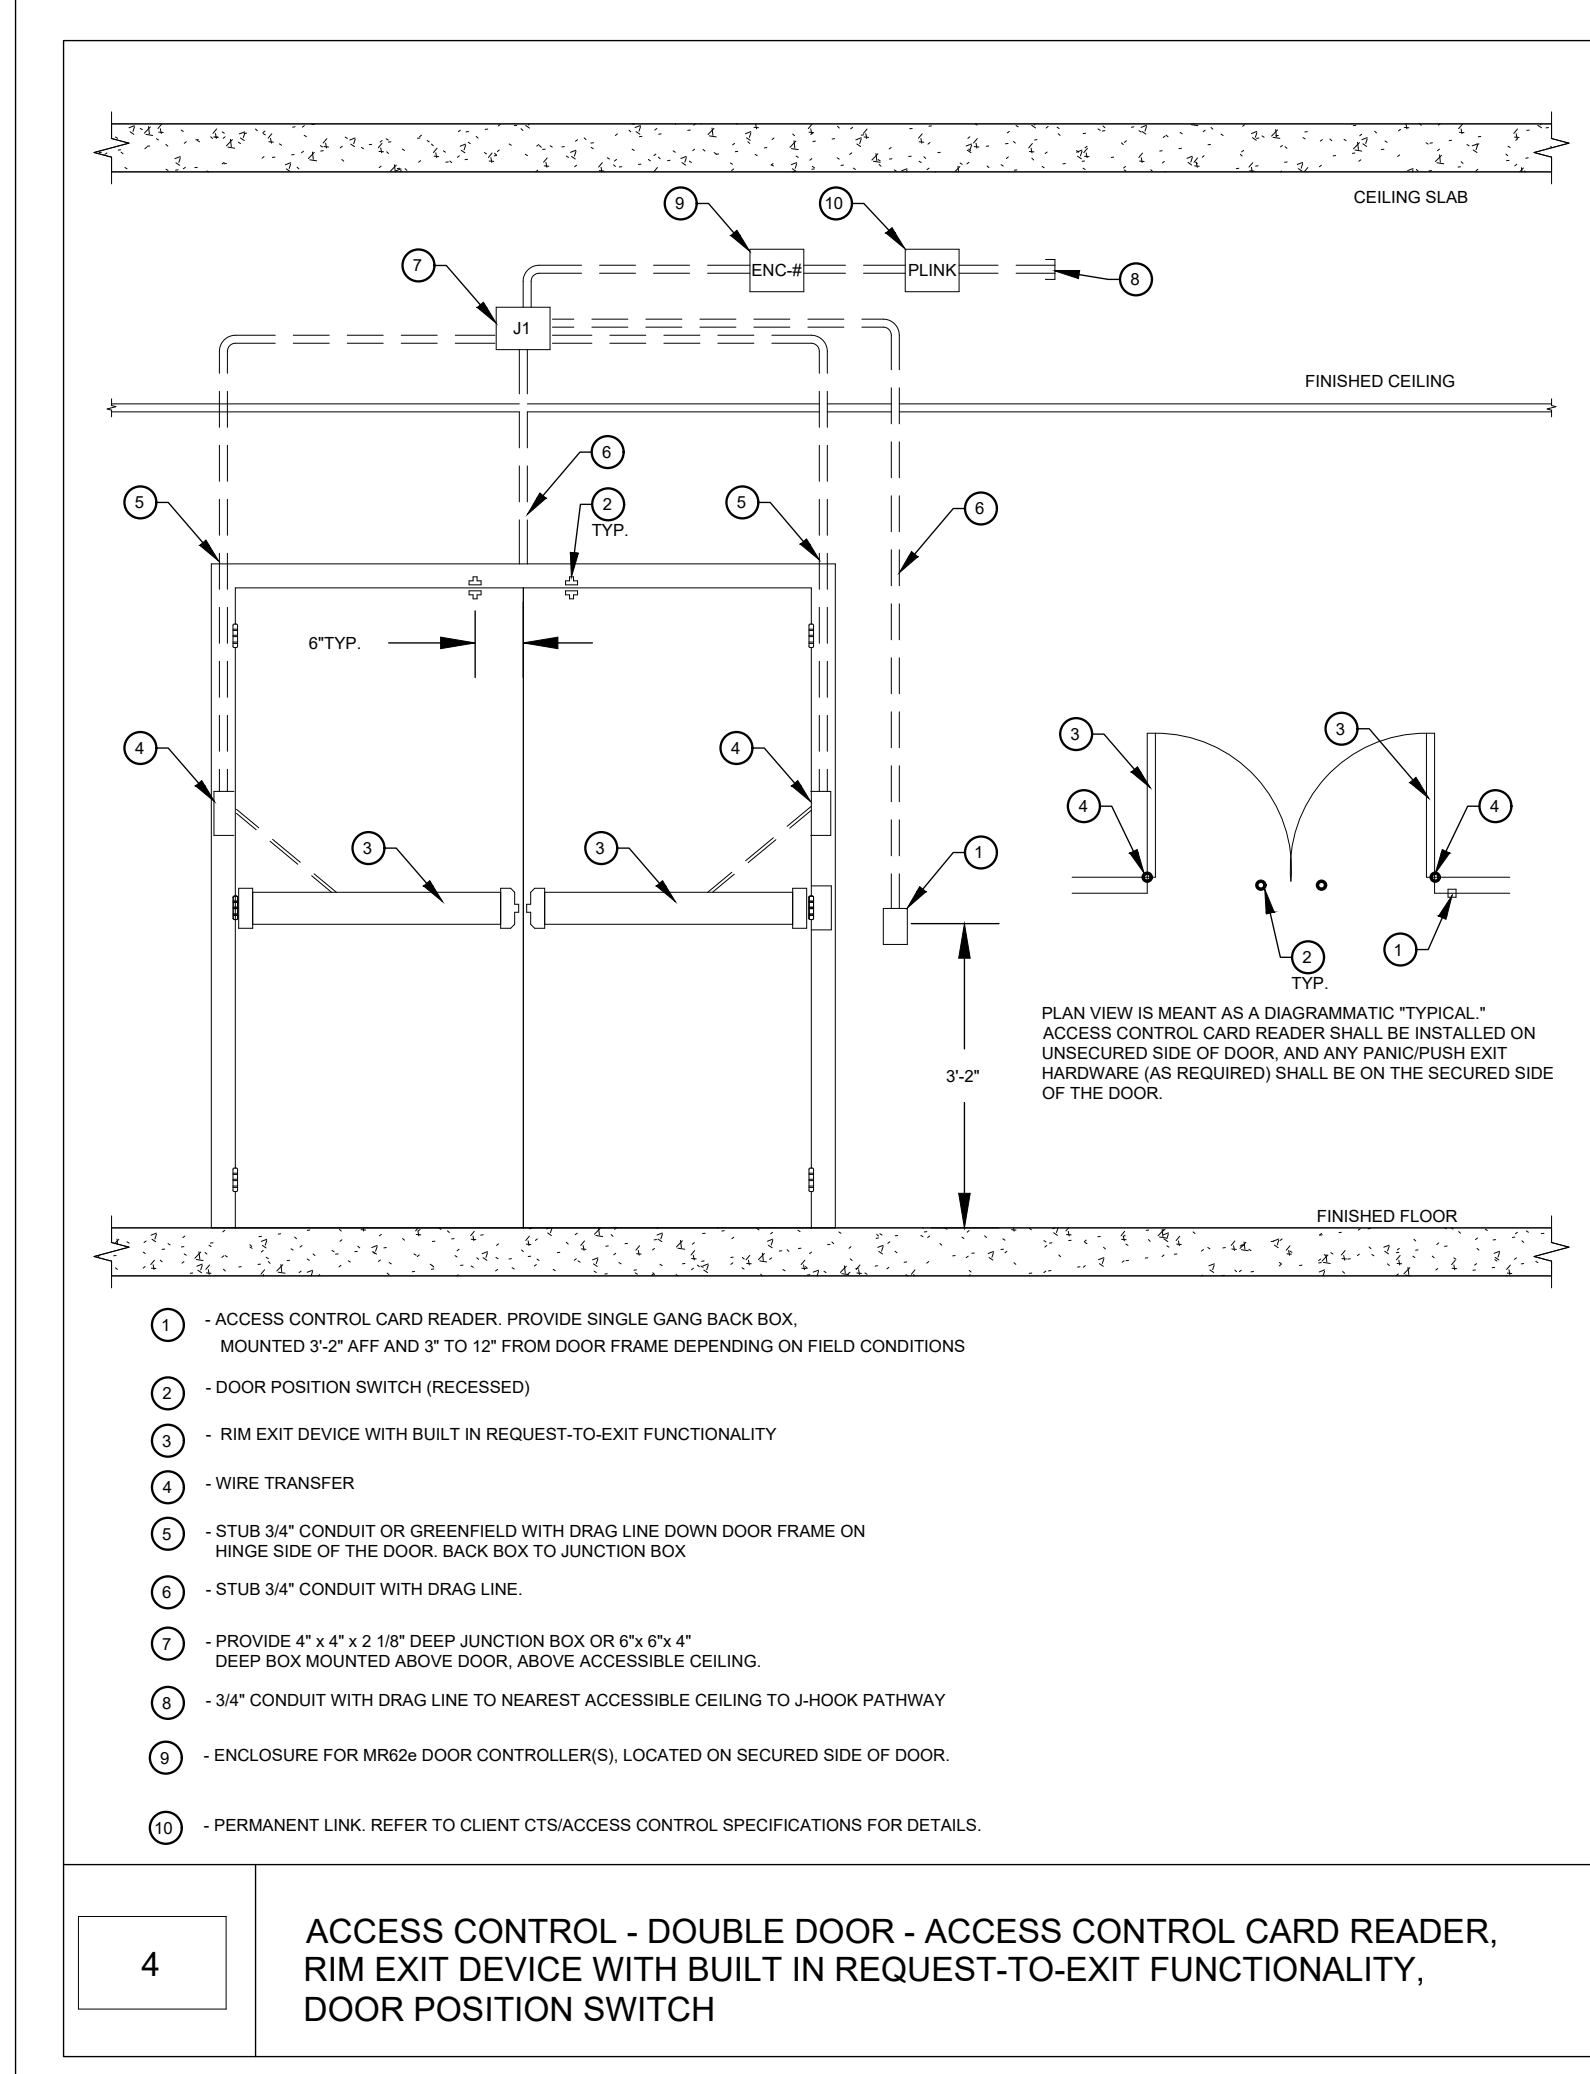 CEILING SLAB
9
10
7
ENC-#
PLINK
8
J1
FINISHED CEILING
6
5
2
5
6
TYP.
6"TYP.
3
3
4
4
4
4
3
3
1
2
1
TYP.
PLAN VIEW IS MEANT AS A DIAGRAMMATIC "TYPICAL."
ACCESS CONTROL CARD READER SHALL BE INSTALLED ON
UNSECURED SIDE OF DOOR, AND ANY PANIC/PUSH EXIT
HARDWARE (AS REQUIRED) SHALL BE ON THE SECURED SIDE
OF THE DOOR.
3'-2"
FINISHED FLOOR
1 - ACCESS CONTROL CARD READER. PROVIDE SINGLE GANG BACK BOX,
MOUNTED 3'-2" AFF AND 3" TO 12" FROM DOOR FRAME DEPENDING ON FIELD CONDITIONS
2 - DOOR POSITION SWITCH (RECESSED)
3 - RIM EXIT DEVICE WITH BUILT IN REQUEST-TO-EXIT FUNCTIONALITY
4 - WIRE TRANSFER
5 - STUB 3/4" CONDUIT OR GREENFIELD WITH DRAG LINE DOWN DOOR FRAME ON
HINGE SIDE OF THE DOOR. BACK BOX TO JUNCTION BOX
6 - STUB 3/4" CONDUIT WITH DRAG LINE.
7 - PROVIDE 4" x 4" x 2 1/8" DEEP JUNCTION BOX OR 6"x 6"x 4"
DEEP BOX MOUNTED ABOVE DOOR, ABOVE ACCESSIBLE CEILING.
8 - 3/4" CONDUIT WITH DRAG LINE TO NEAREST ACCESSIBLE CEILING TO J-HOOK PATHWAY
9 - ENCLOSURE FOR MR62e DOOR CONTROLLER(S), LOCATED ON SECURED SIDE OF DOOR.
10 - PERMANENT LINK. REFER TO CLIENT CTS/ACCESS CONTROL SPECIFICATIONS FOR DETAILS.
4
ACCESS CONTROL - DOUBLE DOOR - ACCESS CONTROL CARD READER,
RIM EXIT DEVICE WITH BUILT IN REQUEST-TO-EXIT FUNCTIONALITY,
DOOR POSITION SWITCH